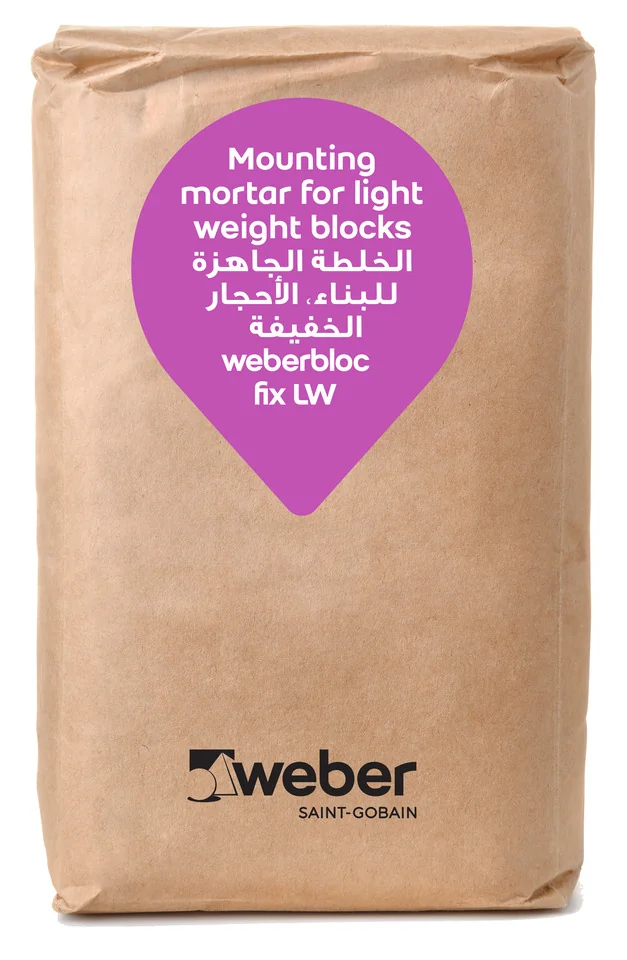 Mounting
mortar for light
weight blocks
الخلطة الجاهزة
للبناء، الأحجار
الخفيفة
weberbloc
fix LW
weber
SAINT-GOBAIN